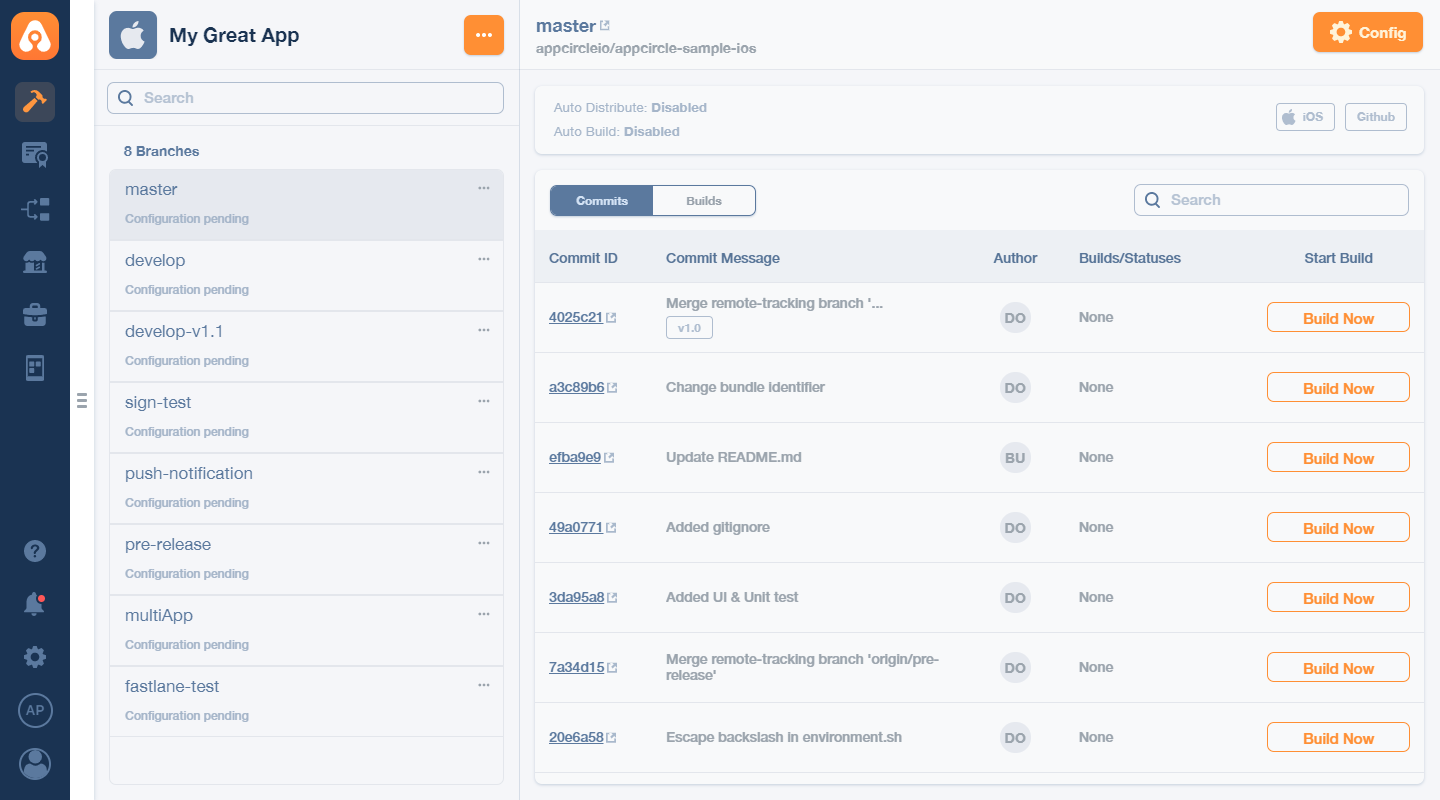 My Great App
...
Search
8 Branches
master
...
Configuration pending
develop
...
Configuration pending
develop-v1.1
...
Configuration pending
sign-test
...
Configuration pending
push-notification
...
Configuration pending
pre-release
...
Configuration pending
multiApp
...
Configuration pending
fastlane-test
...
Configuration pending
?
AP
master
appcircleio/appcircle-sample-ios
Config
Auto Distribute: Disabled
Auto Build: Disabled
iOS
Github
Commits
Builds
Search
Commit ID Commit Message Author Builds/Statuses Start Build
4025c21 Merge remote-tracking branch '... DO None Build Now
v1.0
a3c89b6 Change bundle identifier DO None Build Now
efba9e9 Update README.md BU None Build Now
49a0771 Added gitignore DO None Build Now
3da95a8 Added UI & Unit test DO None Build Now
7a34d15 Merge remote-tracking branch 'origin/pre-
release' DO None Build Now
20e6a58 Escape backslash in environment.sh DO None Build Now